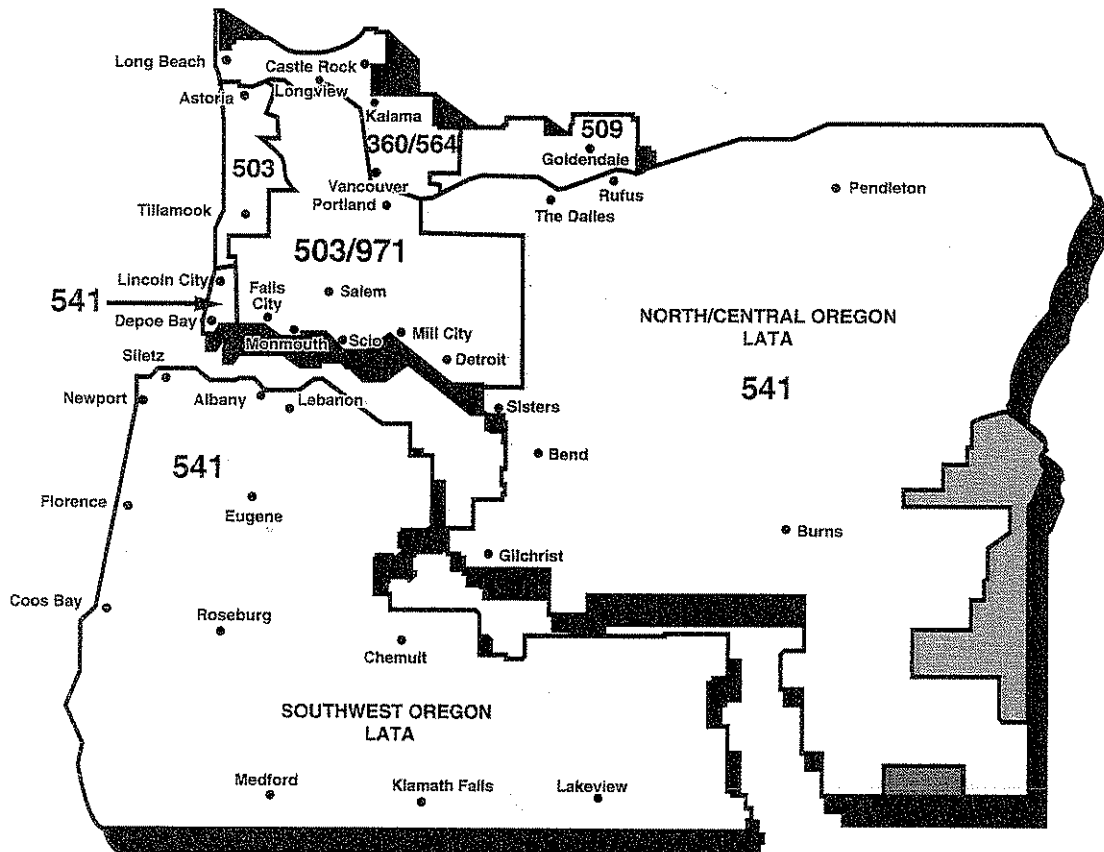 Long Beach
Castle Rock
Longview
Astoria
Kalama
360/564
509
Goldendale
503
Vancouver
Rufus
Pendleton
Portland
The Dalles
Tillamook
503/971
Lincoln City
Falls
City
Salem
541
Depoe Bay
Monmouth
Scio
Mill City
NORTH/CENTRAL OREGON
LATA
Detroit
541
Siletz
Newport
Albany
Lebanon
Sisters
541
Bend
Florence
Eugene
Burns
Gilchrist
Coos Bay
Roseburg
Chemult
SOUTHWEST OREGON
LATA
Medford
Klamath Falls
Lakeview